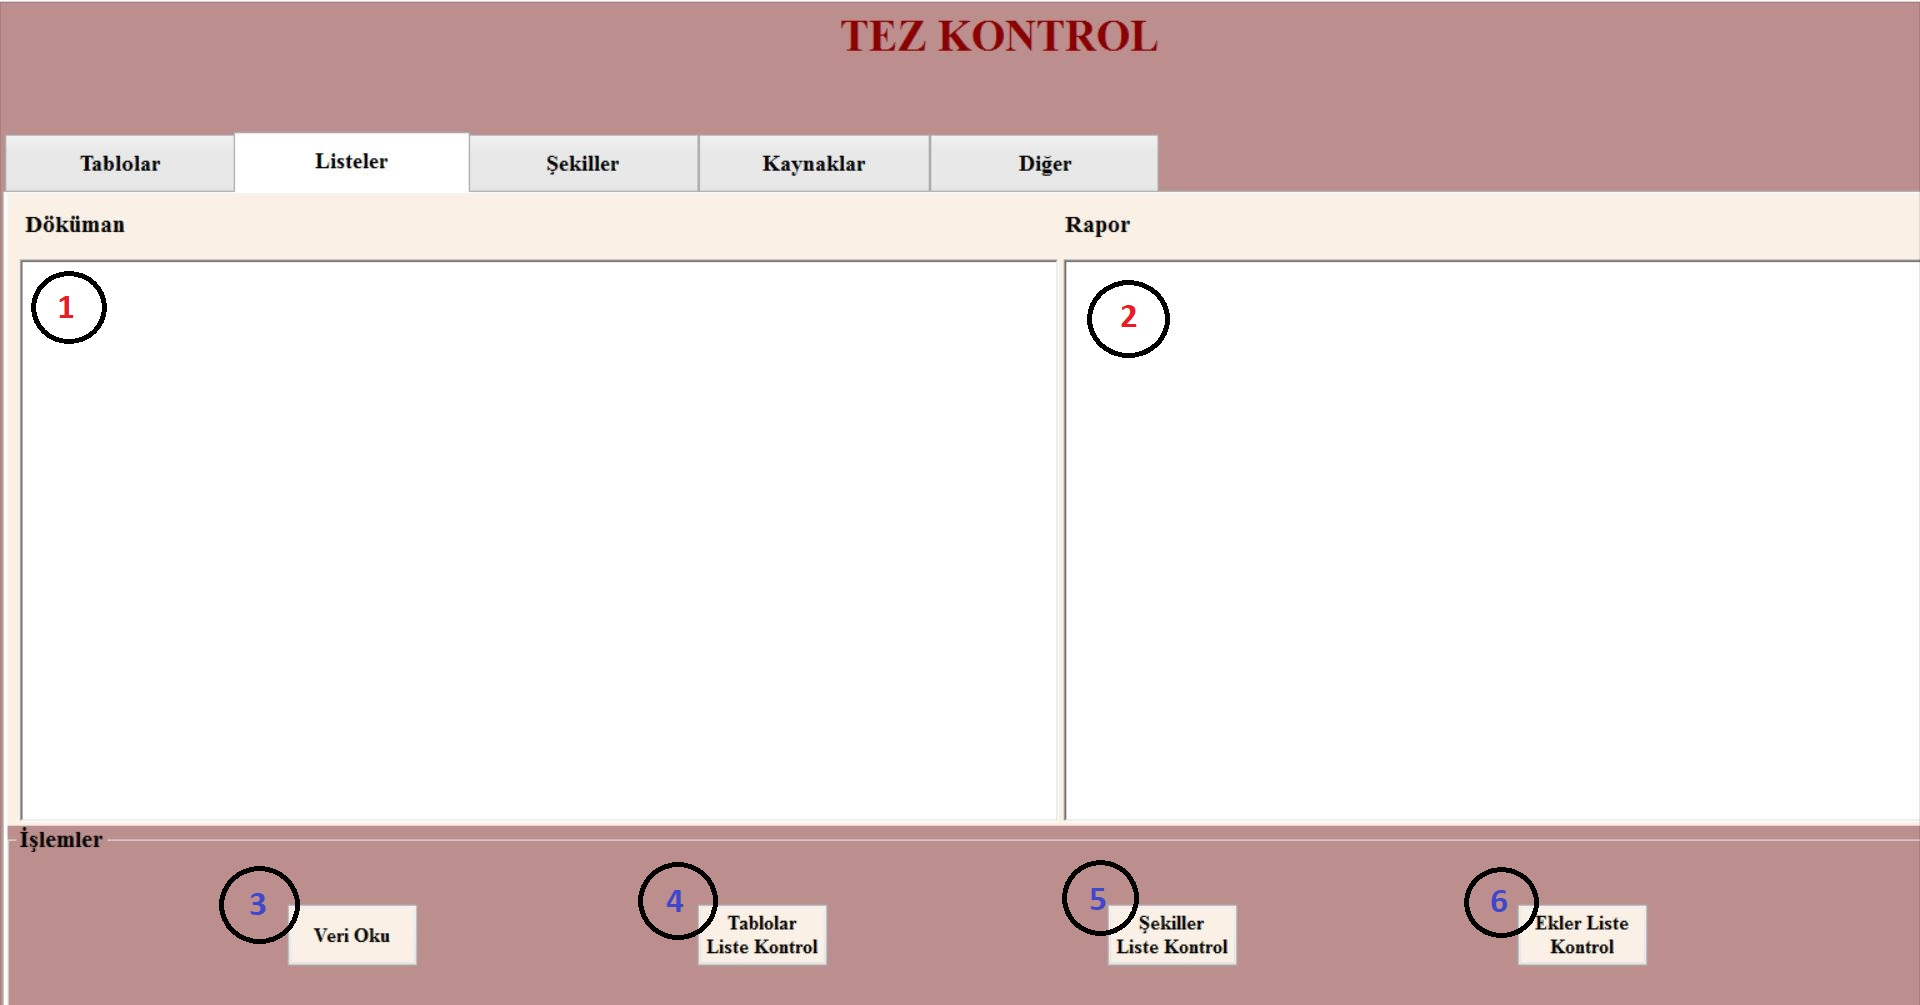 TEZ KONTROL
Tablolar
Listeler
Şekiller
Kaynaklar
Diğer
Döküman
Rapor
1
2
İşlemler
3
Veri Oku
4
Tablolar
Liste Kontrol
5
Şekiller
Liste Kontrol
6
Ekler Liste
Kontrol